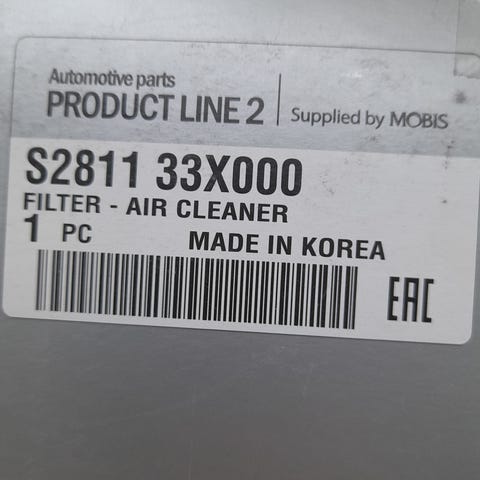 Automotive parts
PRODUCT LINE 2 Supplied by MOBIS
S2811 33X000
FILTER - AIR CLEANER
1 PC MADE IN KOREA
EAC